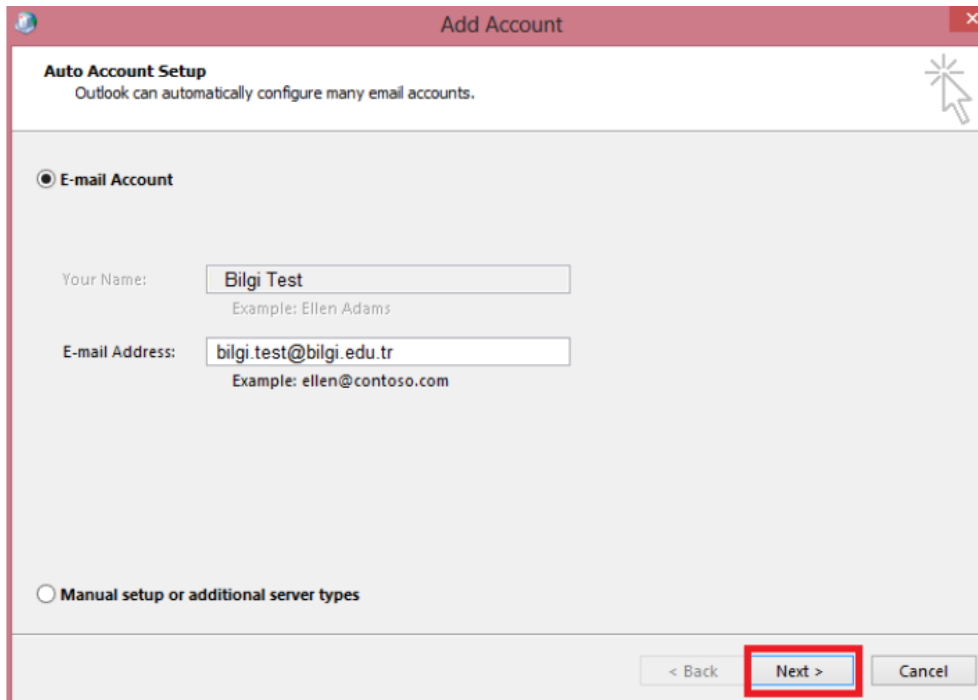 Add Account
Auto Account Setup
Outlook can automatically configure many email accounts.
E-mail Account
Your Name: Bilgi Test
Example: Ellen Adams
E-mail Address: bilgi.test@bilgi.edu.tr
Example: ellen@contoso.com
Manual setup or additional server types
< Back Next > Cancel